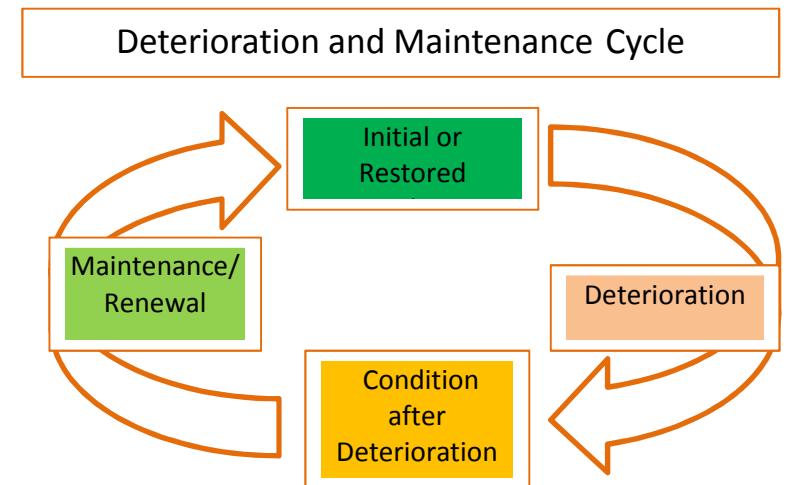 Deterioration and Maintenance Cycle
Initial or
Restored
Maintenance/
Renewal
Deterioration
Condition
after
Deterioration